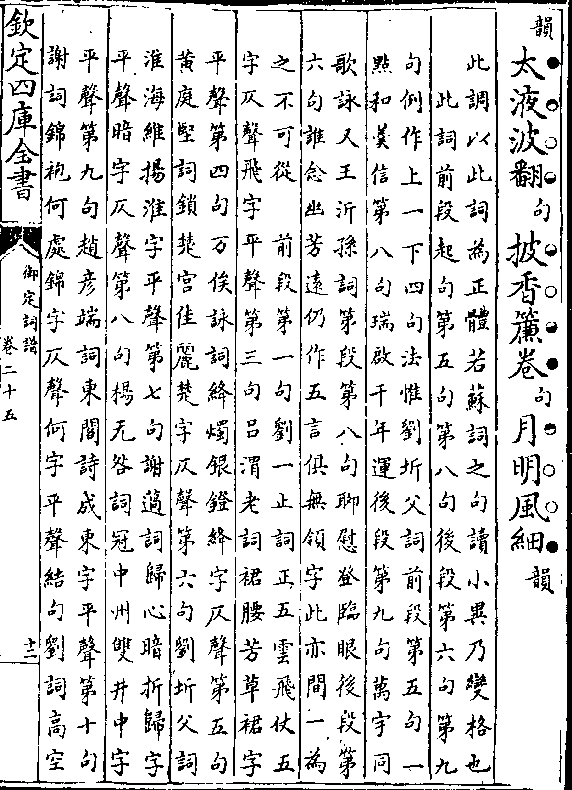 韻
太液波翻句披香簾卷句月明風細韻
此調以此詞為正體若蘇詞之句讀小異乃變格也
此詞前段起句第五句第八句後段第六句第九
句例作上一下四句法惟劉圻父詞前段第五句一
點和羹信第八句瑞啟千年運後段第九句萬字同
歌詠又王沂孫詞第段第八句聊慰登臨眼後段第
六句誰念幽芳遠仍作五言俱無領字此亦間一為
之不可從　前段第一句劉一止詞正五雲飛仗五
字仄聲飛字平聲第三句呂渭老詞裙腰芳草裙字
平聲第四句万俟詠詞絳燭銀鐙絳字仄聲第五句
黄庭堅詞鎖楚宫佳麗楚字仄聲第六句劉圻父詞
淮海維揚淮字平聲第七句謝薖詞歸心暗折歸字
平聲暗字仄聲第八句楊无咎詞冠中州雙井中字
平聲第九句趙彦端詞東閣詩成東字平聲第十句
謝詞錦袍何處錦字仄聲何字平聲結句劉詞高空
欽定四庫全書
御定詞譜
卷二十五
十二